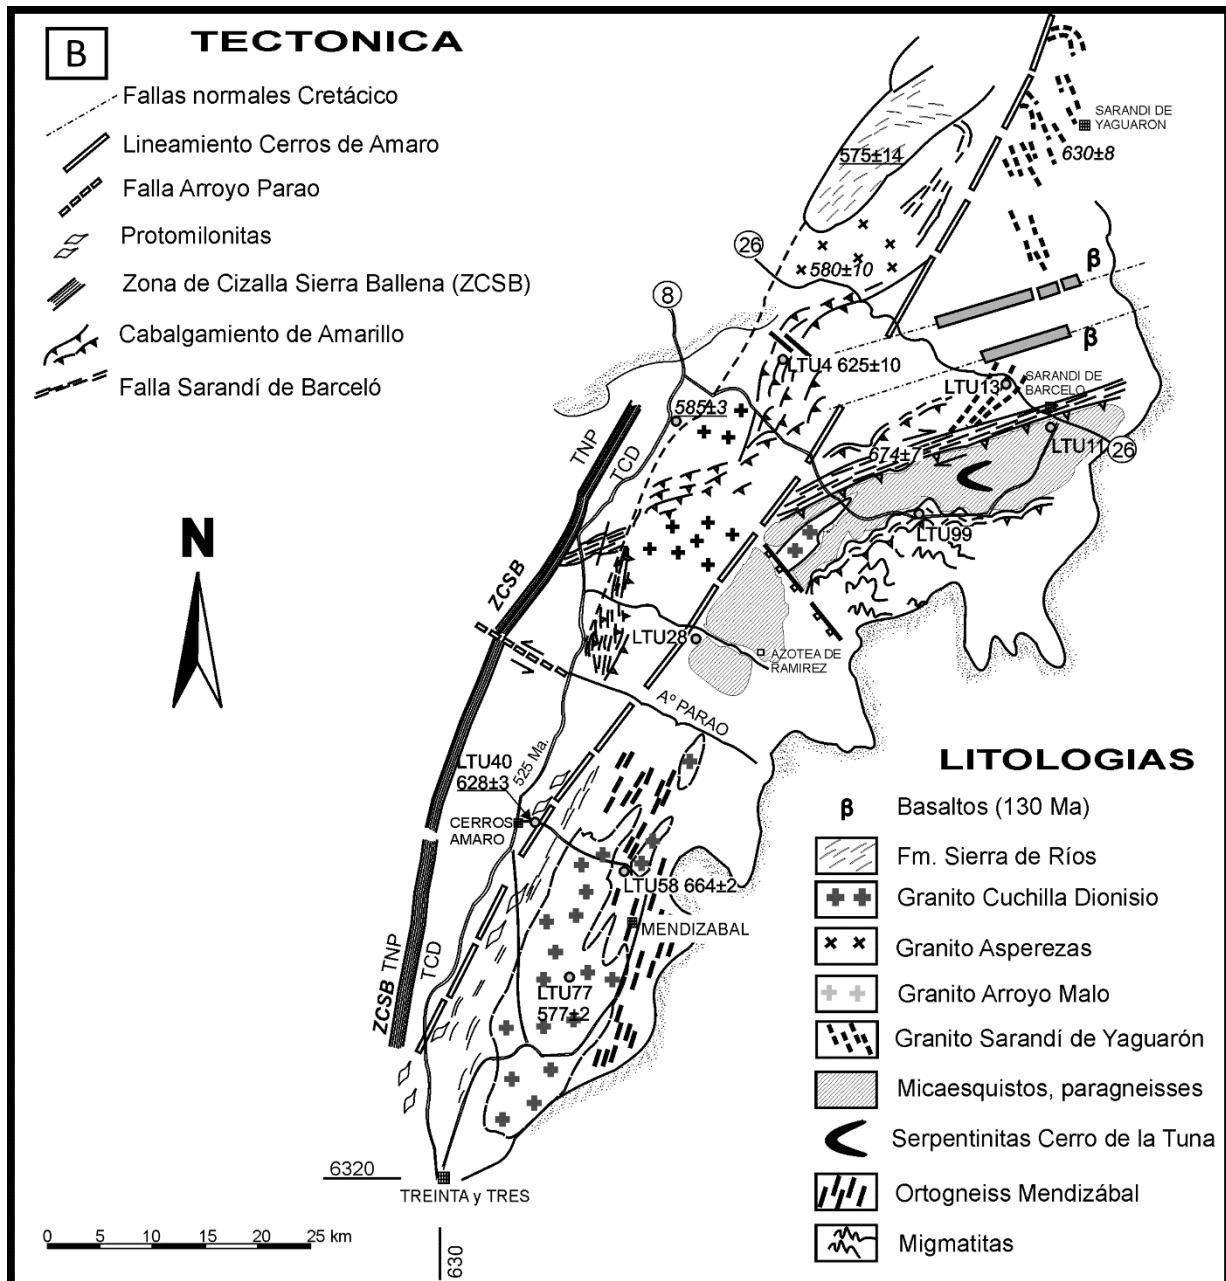 B
TECTONICA
Fallas normales Cretácico
Lineamiento Cerros de Amaro
Falla Arroyo Parao
Protomilonitas
Zona de Cizalla Sierra Ballena (ZCSB)
Cabalgamiento de Amarillo
Falla Sarandí de Barceló
SARANDI DE
YAGUARON
630±8
575±14
26
580±10
β
8
β
LTU4 625±10
LTU13
SARANDI DE
BARCELO
585±3
TNP
TCD
674±7
LTU11
26
N
LTU99
ZCSB
LTU28
AZOTEA DE
RAMIREZ
Aº PARAO
525 Ma.
LTU40
628±3
CERROS
AMARO
LTU58 664±2
MENDIZABAL
ZCSB TNP
TCD
LTU77
577±2
6320
TREINTA y TRES
630
0 5 10 15 20 25 km
LITOLOGIAS
β Basaltos (130 Ma)
Fm. Sierra de Ríos
Granito Cuchilla Dionisio
Granito Asperezas
Granito Arroyo Malo
Granito Sarandí de Yaguarón
Micaesquistos, paragneisses
Serpentinitas Cerro de la Tuna
Ortogneiss Mendizábal
Migmatitas